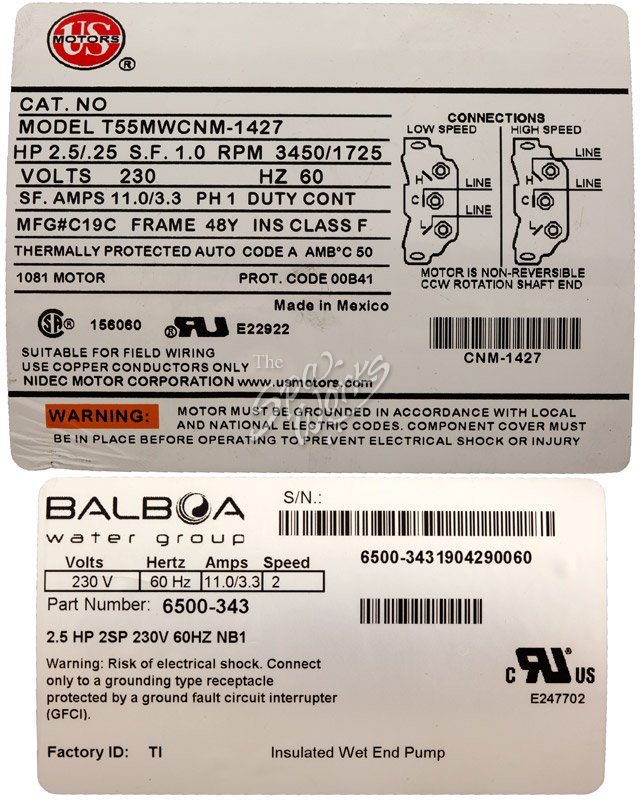 US
MOTORS
®
CAT. NO
MODEL T55MWCNM-1427
HP 2.5/.25 S.F. 1.0 RPM 3450/1725
VOLTS 230 HZ 60
SF. AMPS 11.0/3.3 PH 1 DUTY CONT
MFG#C19C FRAME 48Y INS CLASS F
THERMALLY PROTECTED AUTO CODE A AMB°C 50
1081 MOTOR PROT. CODE 00B41
CONNECTIONS
LOW SPEED HIGH SPEED
H LINE
C LINE
L
H LINE
C LINE
L
MOTOR IS NON-REVERSIBLE
CCW ROTATION SHAFT END
Made in Mexico
SA® 156060 ®RU E22922
CNM-1427
SUITABLE FOR FIELD WIRING
USE COPPER CONDUCTORS ONLY
NIDEC MOTOR CORPORATION www.usmotors.com
The
Spa Works
WARNING: MOTOR MUST BE GROUNDED IN ACCORDANCE WITH LOCAL
AND NATIONAL ELECTRIC CODES. COMPONENT COVER MUST
BE IN PLACE BEFORE OPERATING TO PREVENT ELECTRICAL SHOCK OR INJURY
BALBOA
water group
S/N.:
6500-3431904290060
Volts Hertz Amps Speed
230 V 60 Hz 11.0/3.3 2
Part Number: 6500-343
2.5 HP 2SP 230V 60HZ NB1
Warning: Risk of electrical shock. Connect
only to a grounding type receptacle
protected by a ground fault circuit interrupter
(GFCI).
C RU US
E247702
Factory ID: TI Insulated Wet End Pump